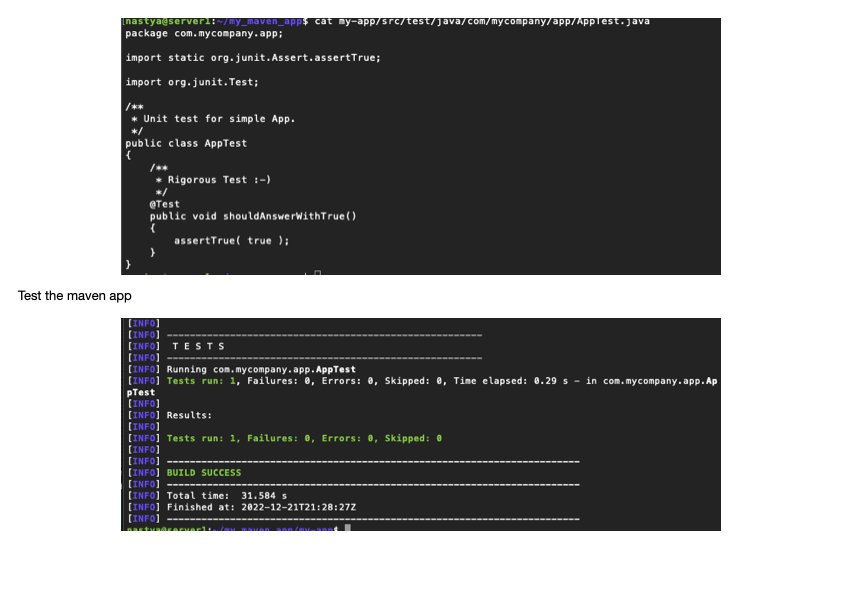 nastya@server1:~/my_maven_app$ cat my-app/src/test/java/com/mycompany/app/AppTest.java
package com.mycompany.app;
import static org.junit.Assert.assertTrue;
import org.junit.Test;
/**
 * Unit test for simple App.
 */
public class AppTest
{
    /**
     * Rigorous Test :-)
     */
    @Test
    public void shouldAnswerWithTrue()
    {
        assertTrue( true );
    }
}
Test the maven app
[INFO]
[INFO] -------------------------------------------------------
[INFO]  T E S T S
[INFO] -------------------------------------------------------
[INFO] Running com.mycompany.app.AppTest
[INFO] Tests run: 1, Failures: 0, Errors: 0, Skipped: 0, Time elapsed: 0.29 s - in com.mycompany.app.Ap
pTest
[INFO]
[INFO] Results:
[INFO]
[INFO] Tests run: 1, Failures: 0, Errors: 0, Skipped: 0
[INFO]
[INFO] ------------------------------------------------------------------------
[INFO] BUILD SUCCESS
[INFO] ------------------------------------------------------------------------
[INFO] Total time:  31.584 s
[INFO] Finished at: 2022-12-21T21:28:27Z
[INFO] ------------------------------------------------------------------------
nastya@server1:~/my_maven_app/my-app$